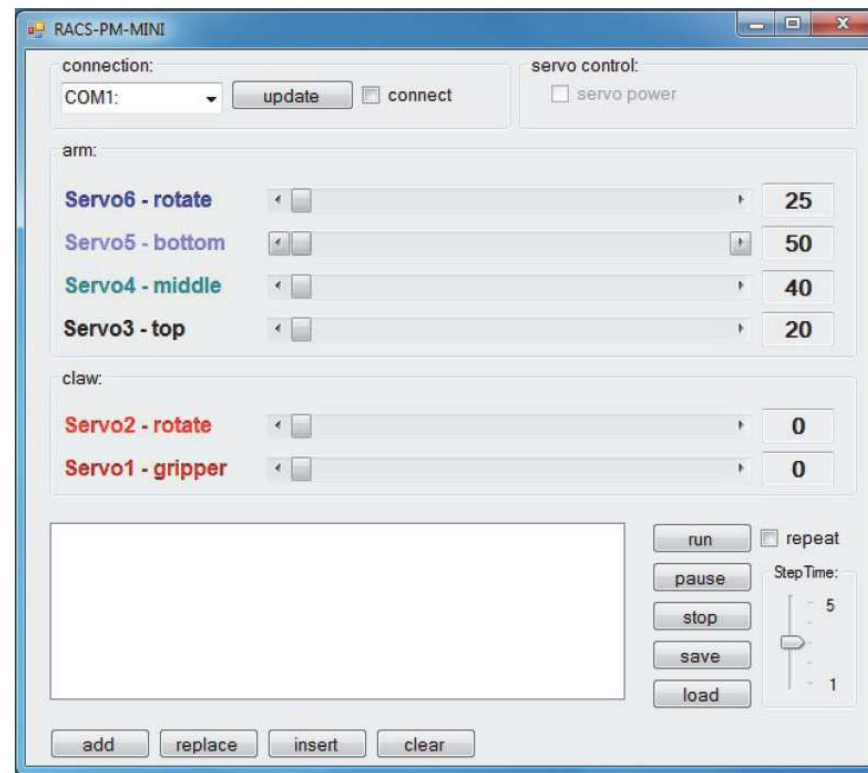 RACS-PM-MINI
connection:
COM1:
update
connect
servo control:
servo power
arm:
Servo6 - rotate
25
Servo5 - bottom
50
Servo4 - middle
40
Servo3 - top
20
claw:
Servo2 - rotate
0
Servo1 - gripper
0
run
repeat
pause
StepTime:
5
stop
save
1
load
add
replace
insert
clear